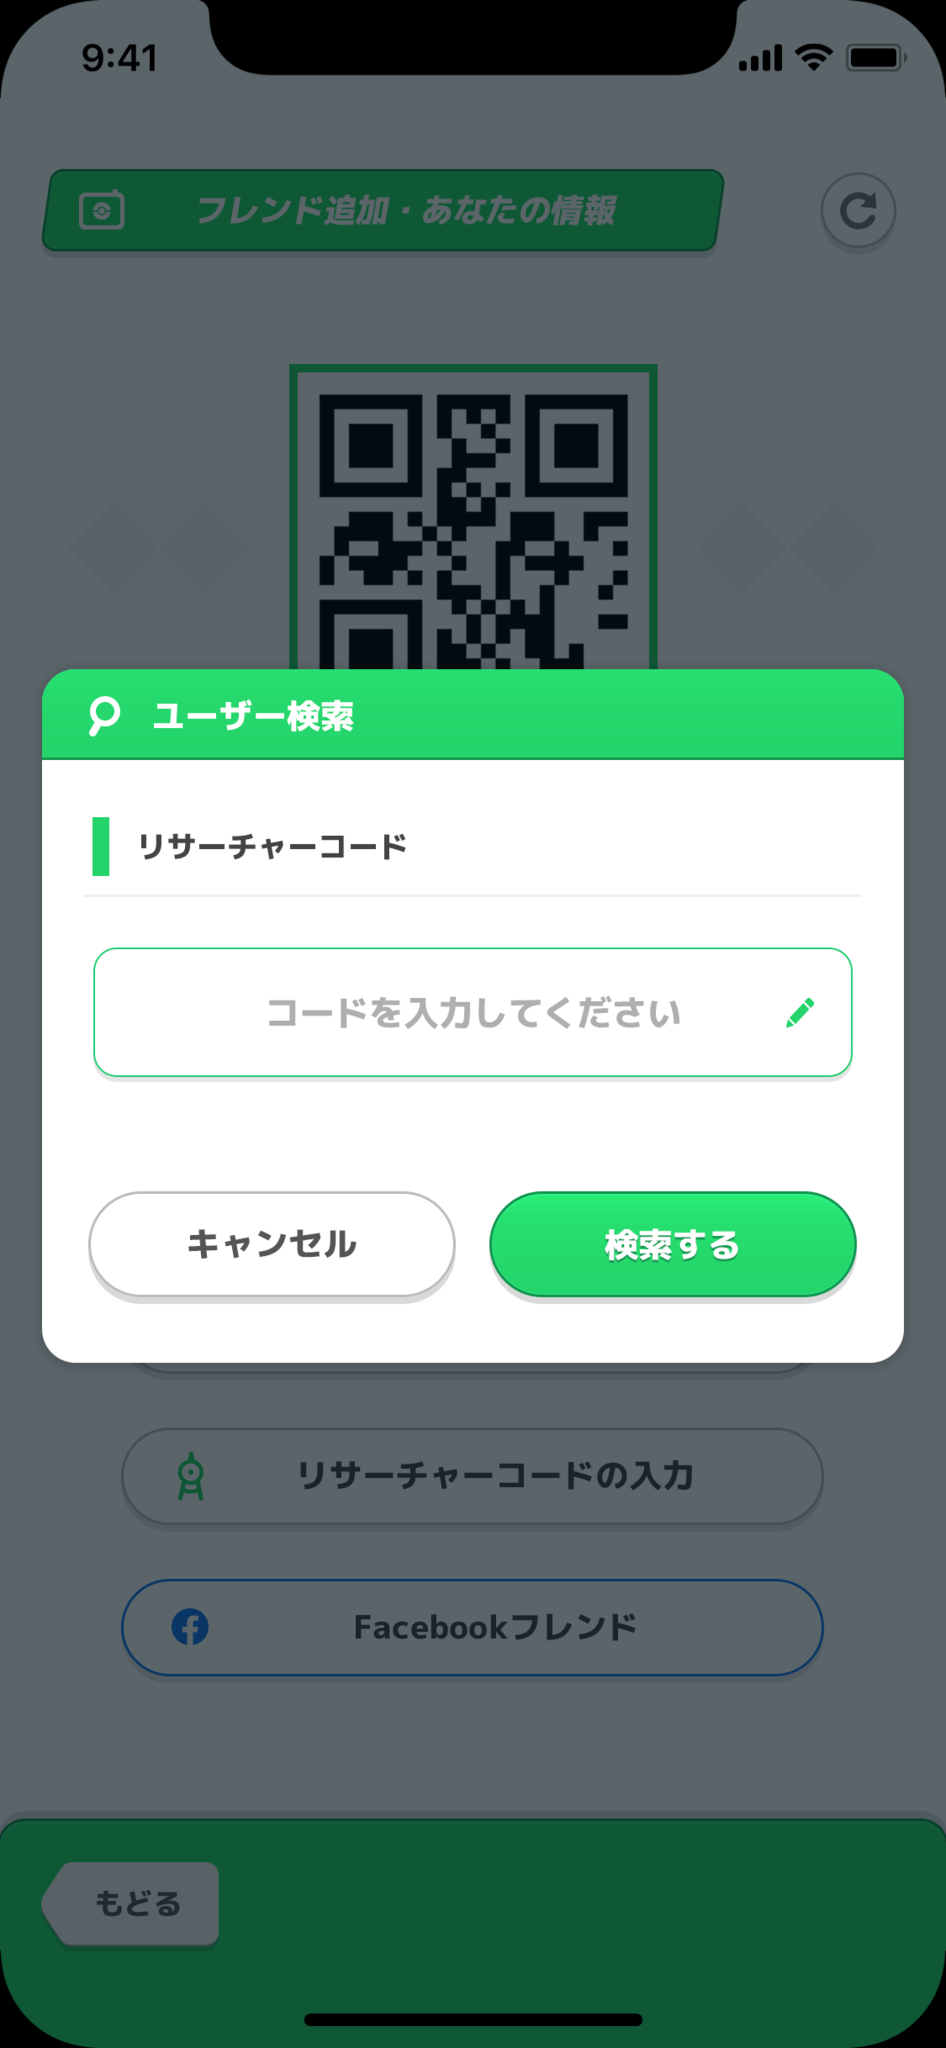 9:41
フレンド追加・あなたの情報
ユーザー検索
リサーチャーコード
コードを入力してください
キャンセル
検索する
リサーチャーコードの入力
Facebookフレンド
もどる